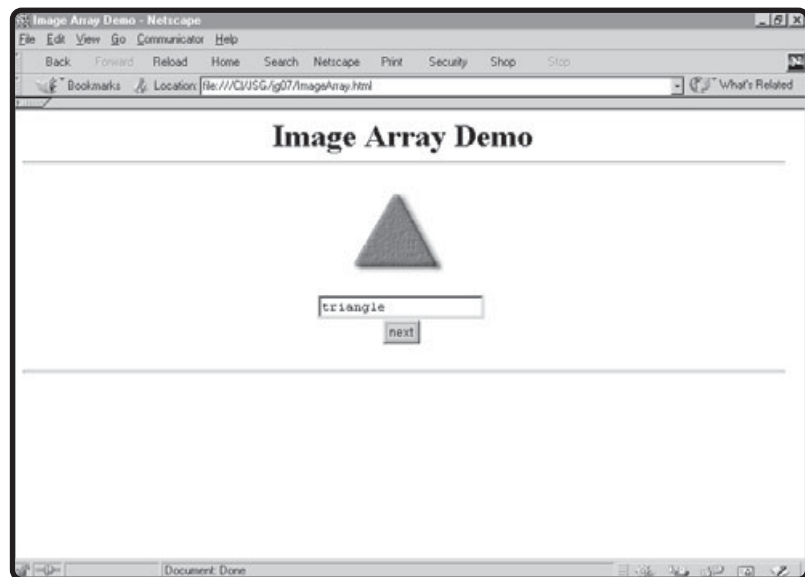 Image Array Demo - Netscape
File Edit View Go Communicator Help
Back Forward Reload Home Search Netscape Print Security Shop Stop
Bookmarks Location: file:///C|/JSG/jg07/ImageArray.html What's Related
Image Array Demo
triangle
next
Document: Done